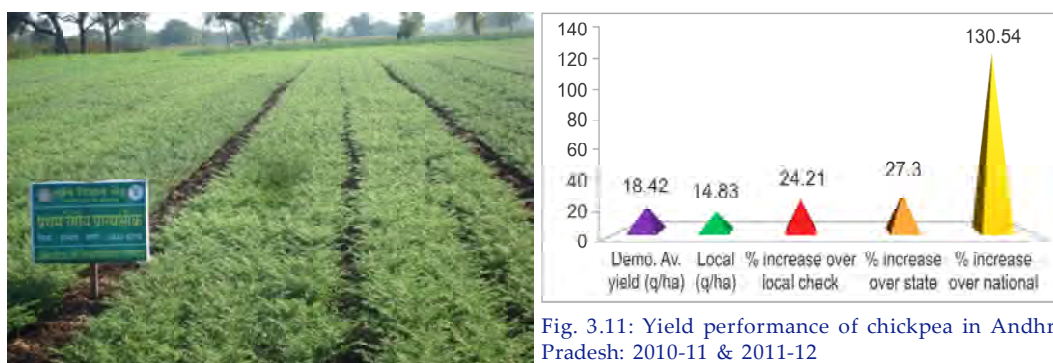 140
120
100
80
60
40
20
0
18.42
14.83
24.21
27.3
130.54
Demo. Av.
yield (q/ha)
Local
(q/ha)
% increase over
local check
% increase
over state
% increase
over national
Fig. 3.11: Yield performance of chickpea in Andhr
Pradesh: 2010-11 & 2011-12